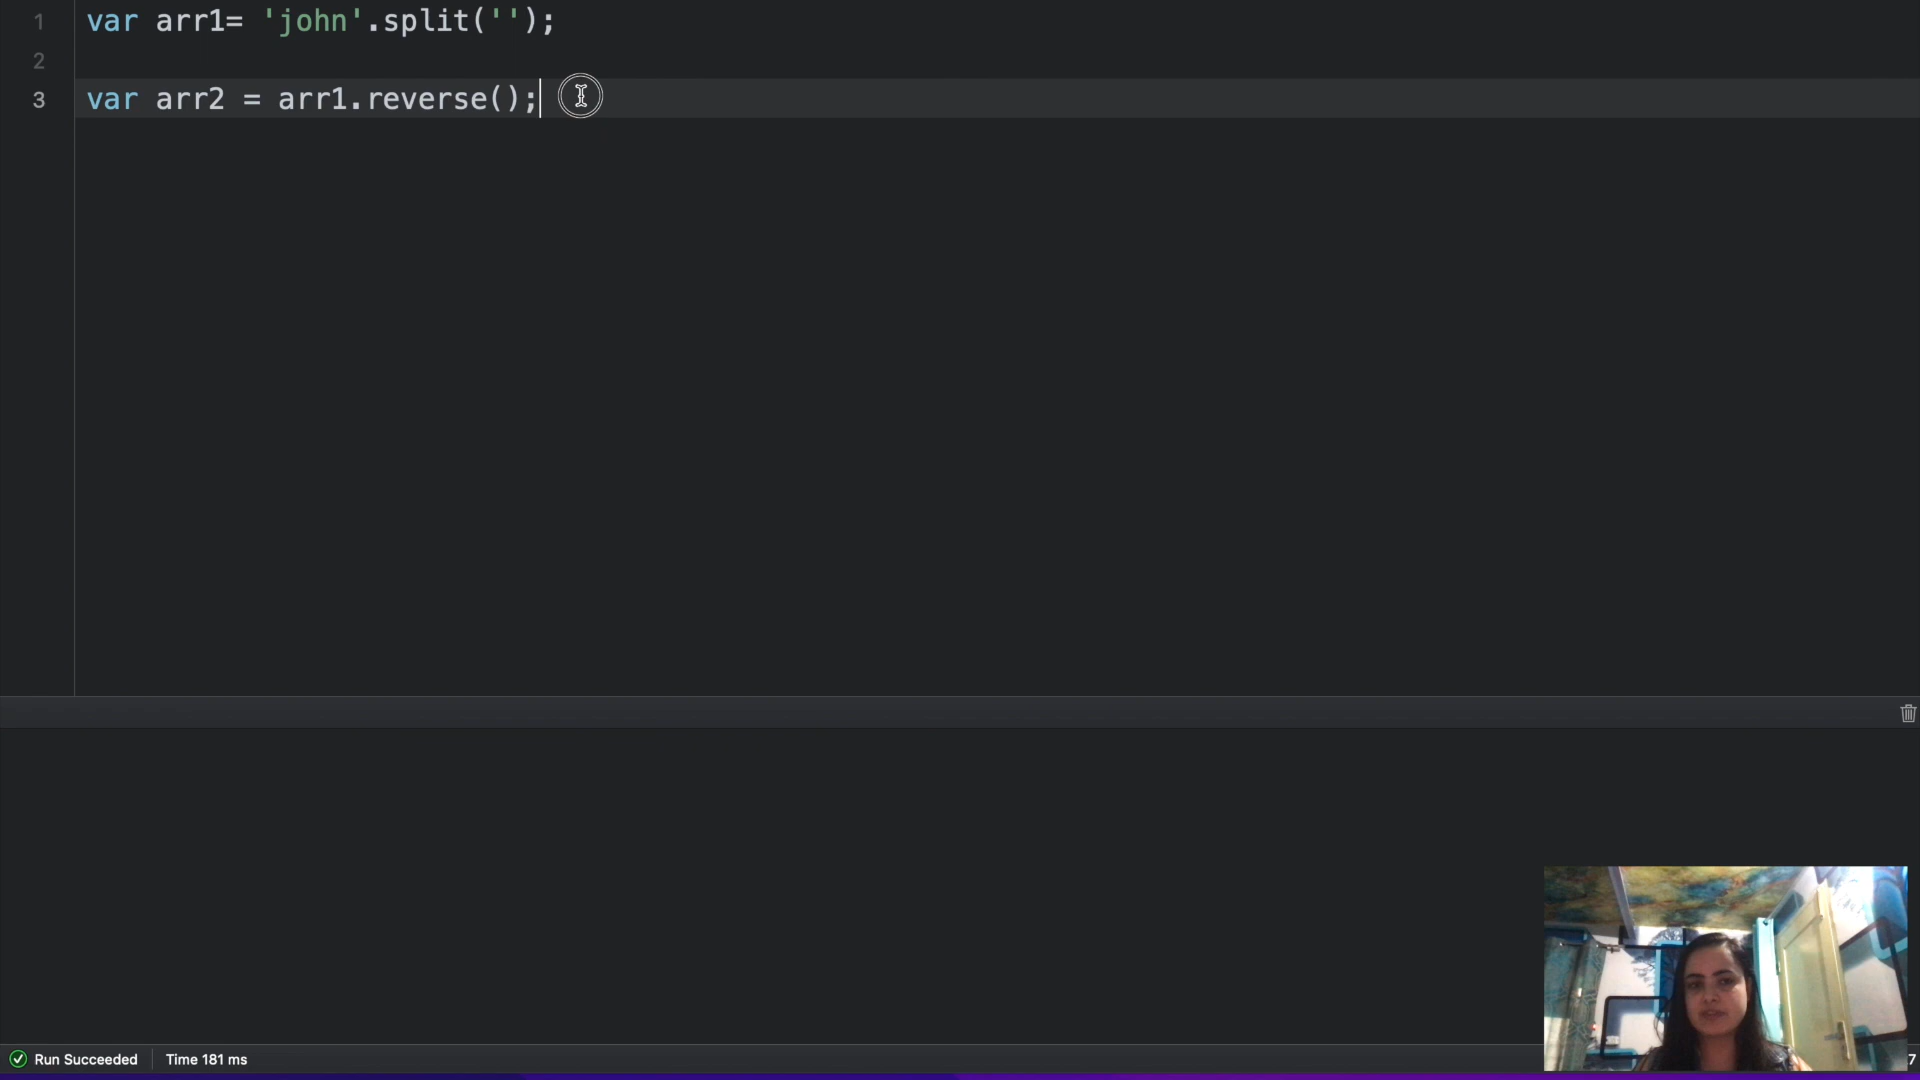 1 var arr1= 'john'.split('');
2
3 var arr2 = arr1.reverse();
Run Succeeded Time 181 ms
7